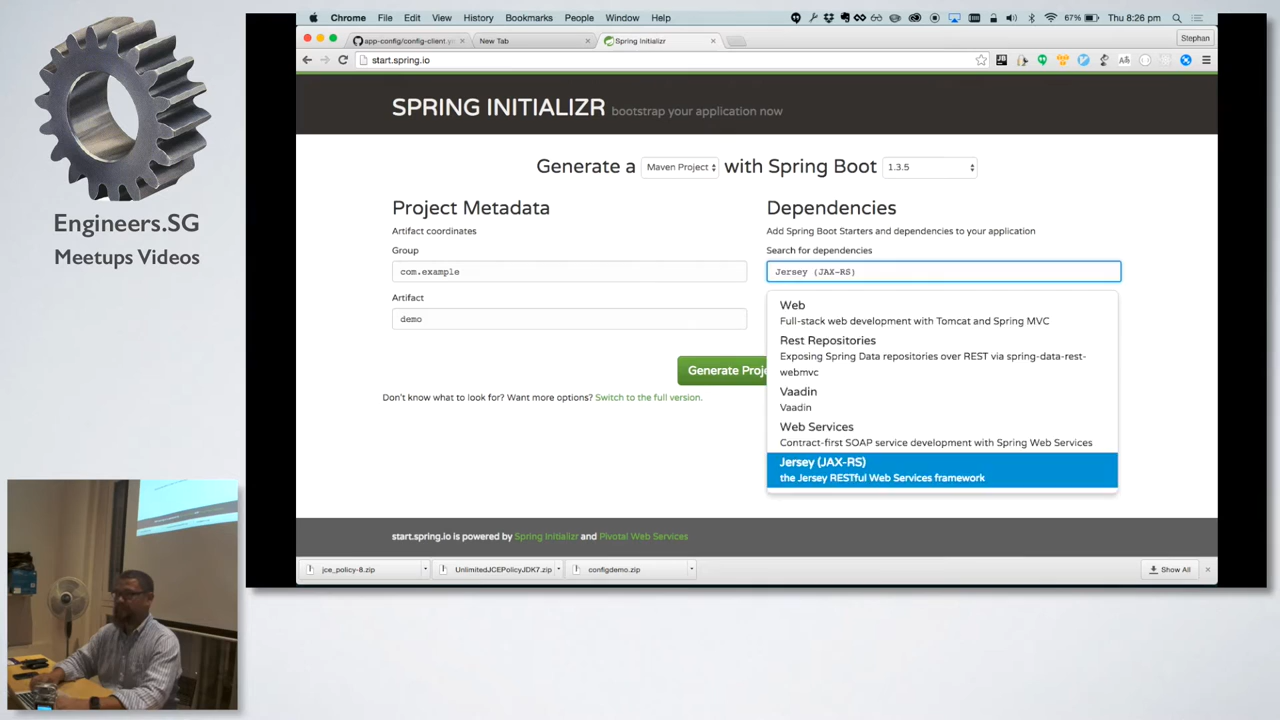 Chrome File Edit View History Bookmarks People Window Help 67% Thu 8:26 pm
app-config/config-client.ym
New Tab
Spring Initializr
Stephan
start.spring.io
SPRING INITIALIZR bootstrap your application now
Generate a Maven Project with Spring Boot 1.3.5
Project Metadata
Artifact coordinates
Group
com.example
Artifact
demo
Dependencies
Add Spring Boot Starters and dependencies to your application
Search for dependencies
Jersey (JAX-RS)
Web
Full-stack web development with Tomcat and Spring MVC
Rest Repositories
Exposing Spring Data repositories over REST via spring-data-rest-
webmvc
Vaadin
Vaadin
Web Services
Contract-first SOAP service development with Spring Web Services
Jersey (JAX-RS)
the Jersey RESTful Web Services framework
Generate Proje
Don't know what to look for? Want more options? Switch to the full version.
start.spring.io is powered by Spring Initializr and Pivotal Web Services
jce_policy-8.zip
UnlimitedJCEPolicyJDK7.zip
configdemo.zip
Show All
Engineers.SG
Meetups Videos